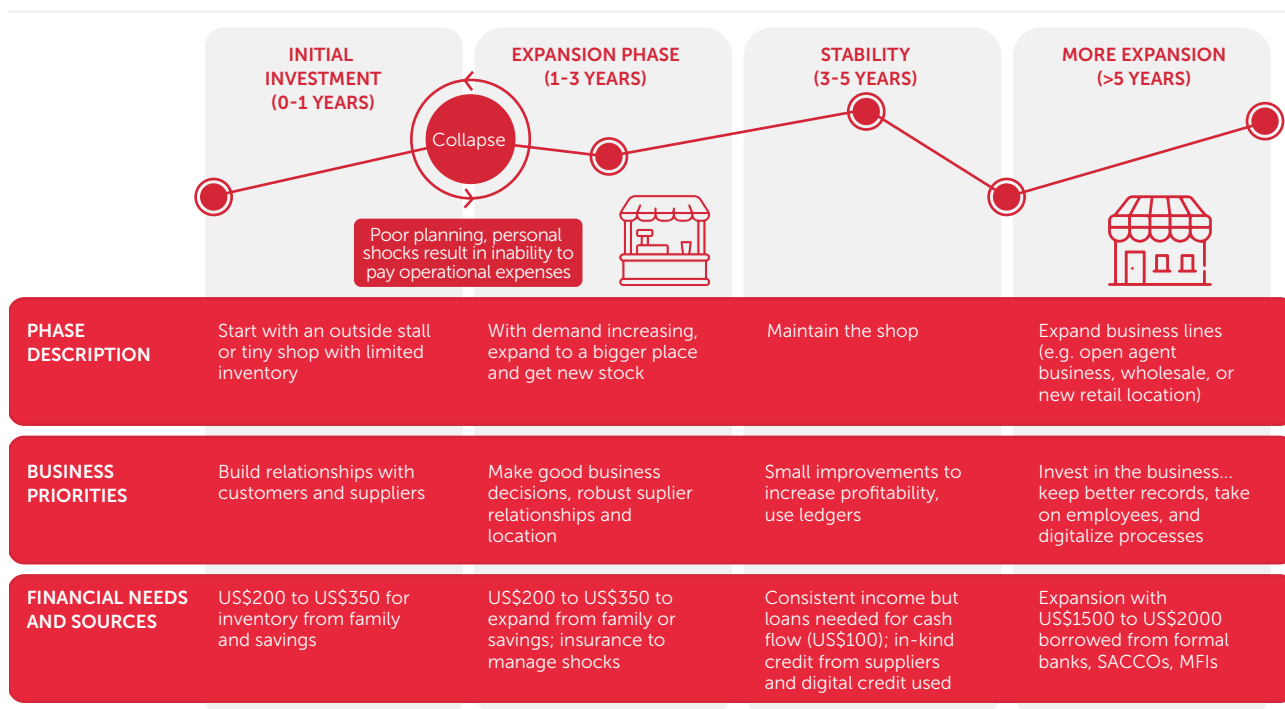 INITIAL
INVESTMENT
(0-1 YEARS)
EXPANSION PHASE
(1-3 YEARS)
STABILITY
(3-5 YEARS)
MORE EXPANSION
(>5 YEARS)
Collapse
Poor planning, personal
shocks result in inability to
pay operational expenses
PHASE
DESCRIPTION
Start with an outside stall
or tiny shop with limited
inventory
With demand increasing,
expand to a bigger place
and get new stock
Maintain the shop
Expand business lines
(e.g. open agent
business, wholesale, or
new retail location)
BUSINESS
PRIORITIES
Build relationships with
customers and suppliers
Make good business
decisions, robust suplier
relationships and
location
Small improvements to
increase profitability,
use ledgers
Invest in the business...
keep better records, take
on employees, and
digitalize processes
FINANCIAL NEEDS
AND SOURCES
US$200 to US$350 for
inventory from family
and savings
US$200 to US$350 to
expand from family or
savings; insurance to
manage shocks
Consistent income but
loans needed for cash
flow (US$100); in-kind
credit from suppliers
and digital credit used
Expansion with
US$1500 to US$2000
borrowed from formal
banks, SACCOs, MFIs